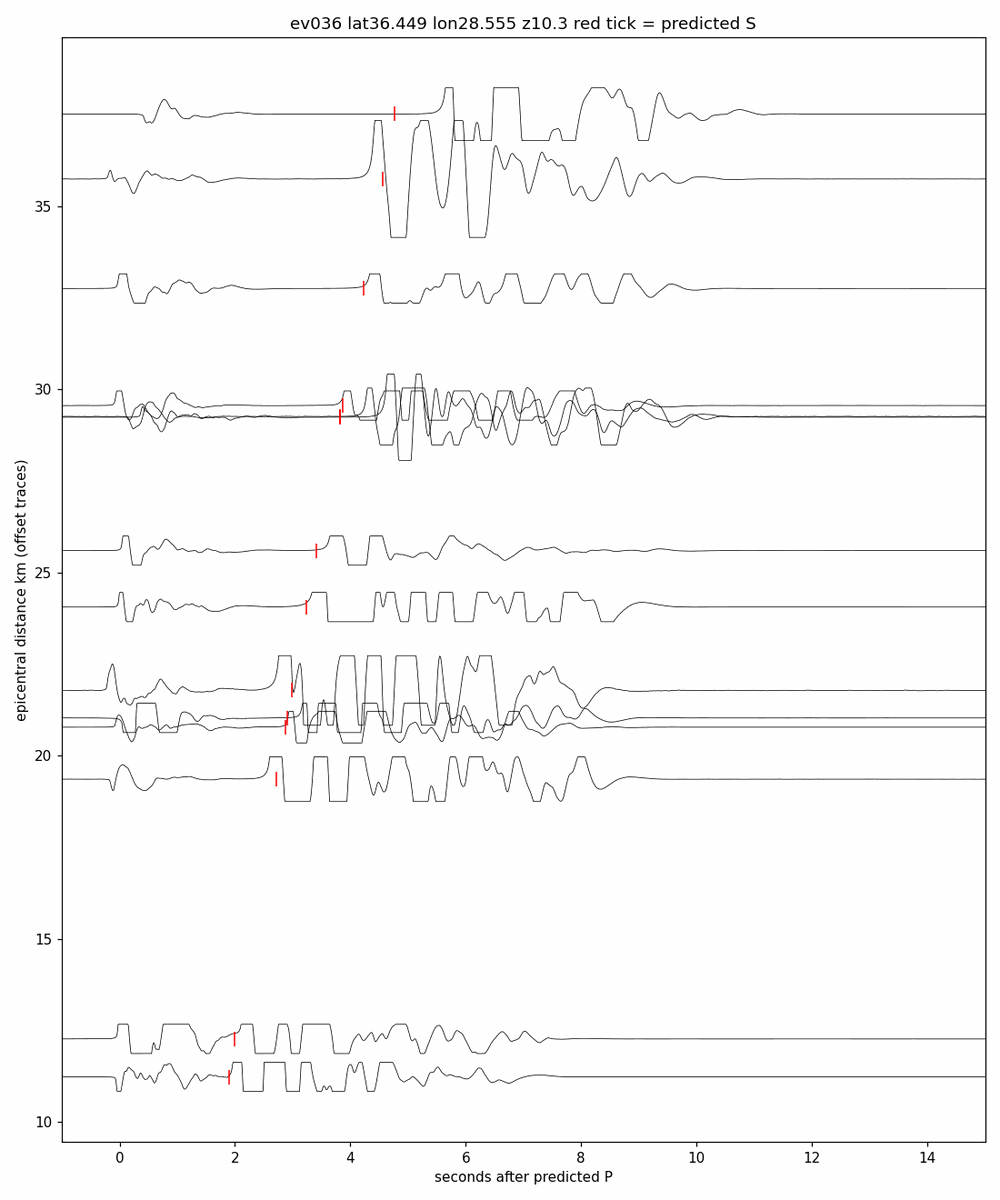 ev036 lat36.449 lon28.555 z10.3 red tick = predicted S
epicentral distance km (offset traces)
35
30
25
20
15
10
0 2 4 6 8 10 12 14
seconds after predicted P